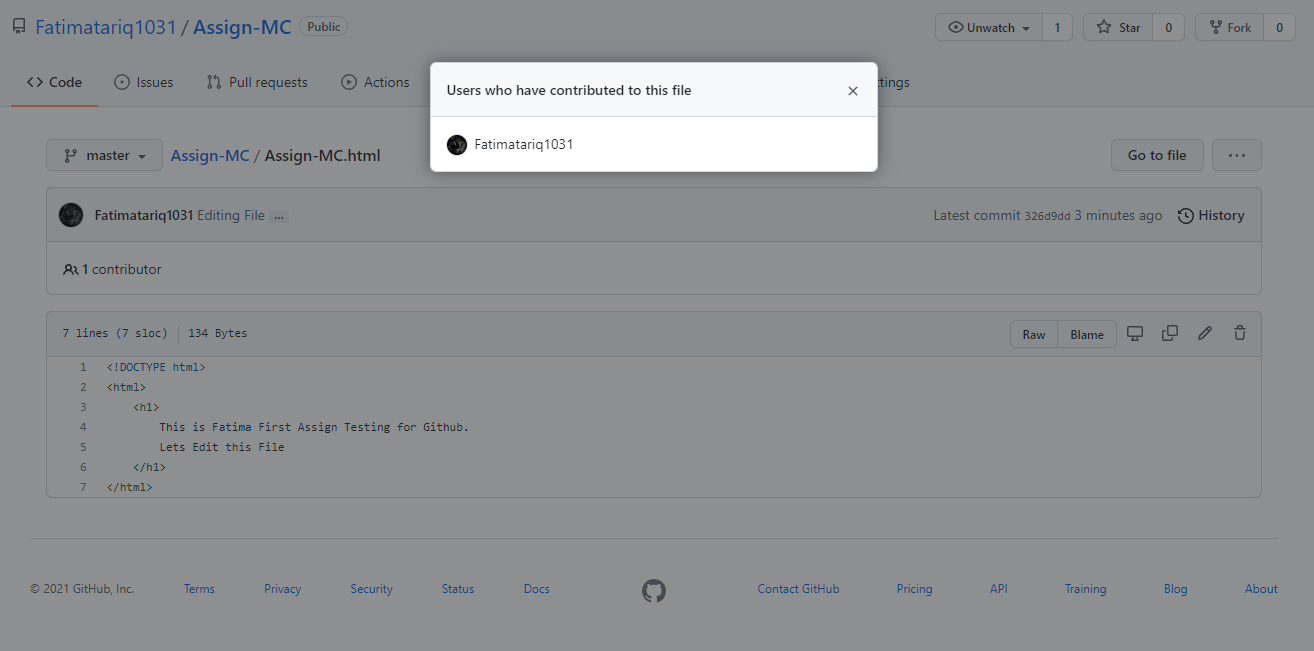 Fatimatariq1031 / Assign-MC Public Unwatch 1 Star 0 Fork 0
Code Issues Pull requests Actions ttings
Users who have contributed to this file
Fatimatariq1031
master Assign-MC / Assign-MC.html Go to file ...
Fatimatariq1031 Editing File ... Latest commit 326d9dd 3 minutes ago History
1 contributor
7 lines (7 sloc) 134 Bytes Raw Blame
1 <!DOCTYPE html>
2 <html>
3 <h1>
4 This is Fatima First Assign Testing for Github.
5 Lets Edit this File
6 </h1>
7 </html>
© 2021 GitHub, Inc. Terms Privacy Security Status Docs Contact GitHub Pricing API Training Blog About